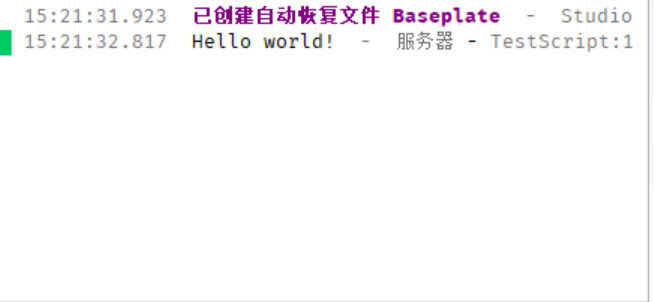 15:21:31.923 已创建自动恢复文件 Baseplate - Studio
15:21:32.817 Hello world! - 服务器 - TestScript:1